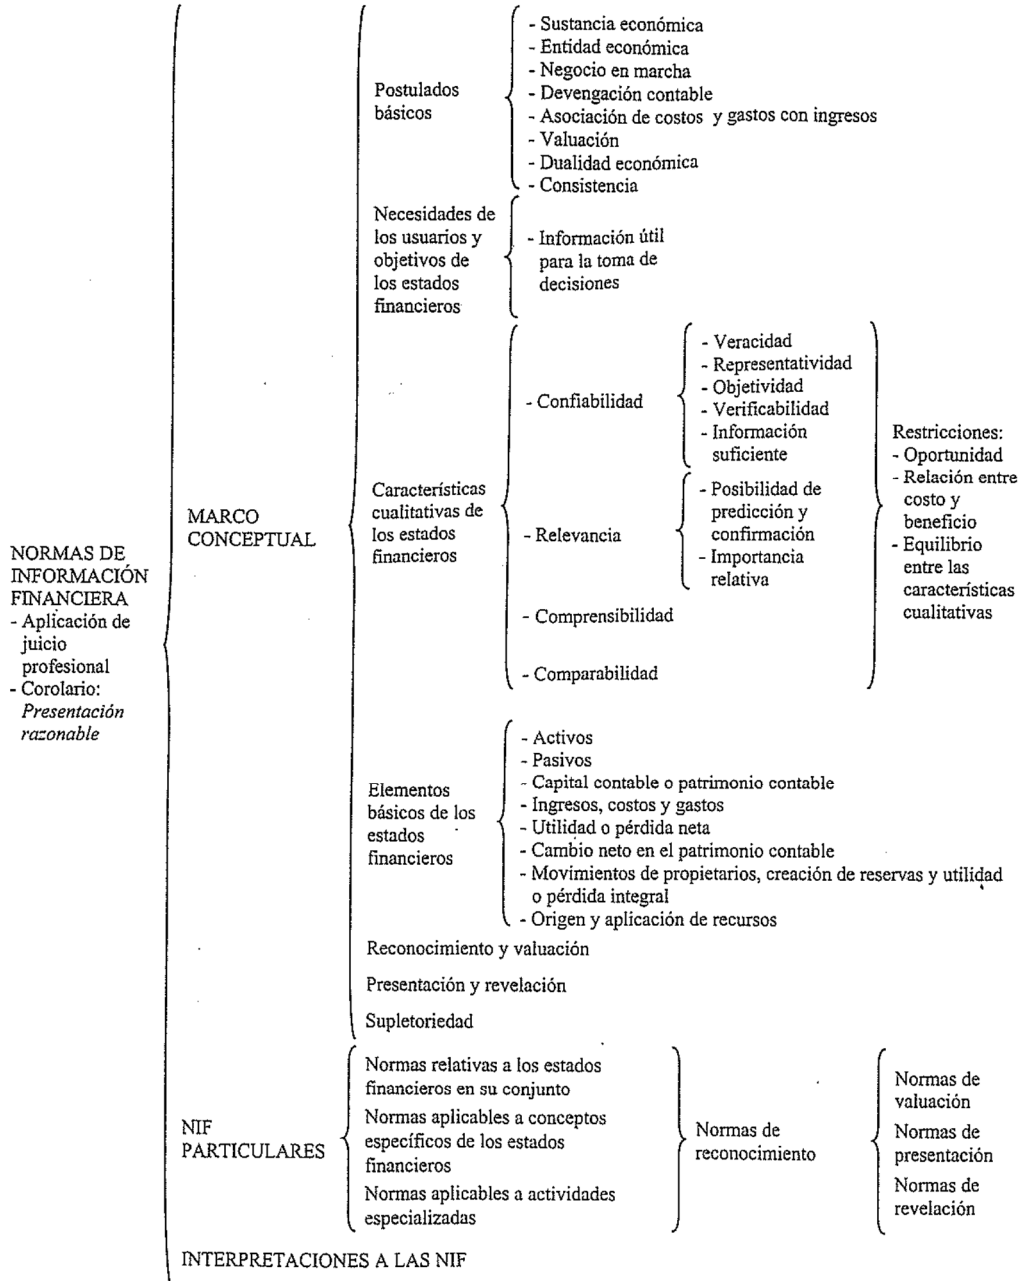 NORMAS DE
INFORMACIÓN
FINANCIERA
- Aplicación de
juicio
profesional
- Corolario:
Presentación
razonable
MARCO
CONCEPTUAL
Postulados
básicos
- Sustancia económica
- Entidad económica
- Negocio en marcha
- Devengación contable
- Asociación de costos y gastos con ingresos
- Valuación
- Dualidad económica
- Consistencia
Necesidades de
los usuarios y
objetivos de
los estados
financieros
- Información útil
para la toma de
decisiones
Características
cualitativas de
los estados
financieros
- Confiabilidad
- Veracidad
- Representatividad
- Objetividad
- Verificabilidad
- Información
suficiente
- Relevancia
- Posibilidad de
predicción y
confirmación
- Importancia
relativa
- Comprensibilidad
- Comparabilidad
Restricciones:
- Oportunidad
- Relación entre
costo y
beneficio
- Equilibrio
entre las
características
cualitativas
Elementos
básicos de los
estados
financieros
- Activos
- Pasivos
- Capital contable o patrimonio contable
- Ingresos, costos y gastos
- Utilidad o pérdida neta
- Cambio neto en el patrimonio contable
- Movimientos de propietarios, creación de reservas y utilidad
o pérdida integral
- Origen y aplicación de recursos
Reconocimiento y valuación
Presentación y revelación
Supletoriedad
NIF
PARTICULARES
Normas relativas a los estados
financieros en su conjunto
Normas aplicables a conceptos
específicos de los estados
financieros
Normas aplicables a actividades
especializadas
Normas de
reconocimiento
Normas de
valuación
Normas de
presentación
Normas de
revelación
INTERPRETACIONES A LAS NIF